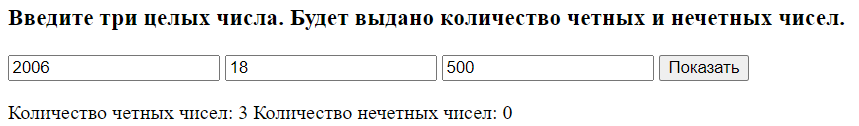 Введите три целых числа. Будет выдано количество четных и нечетных чисел.
2006 18 500 Показать
Количество четных чисел: 3 Количество нечетных чисел: 0